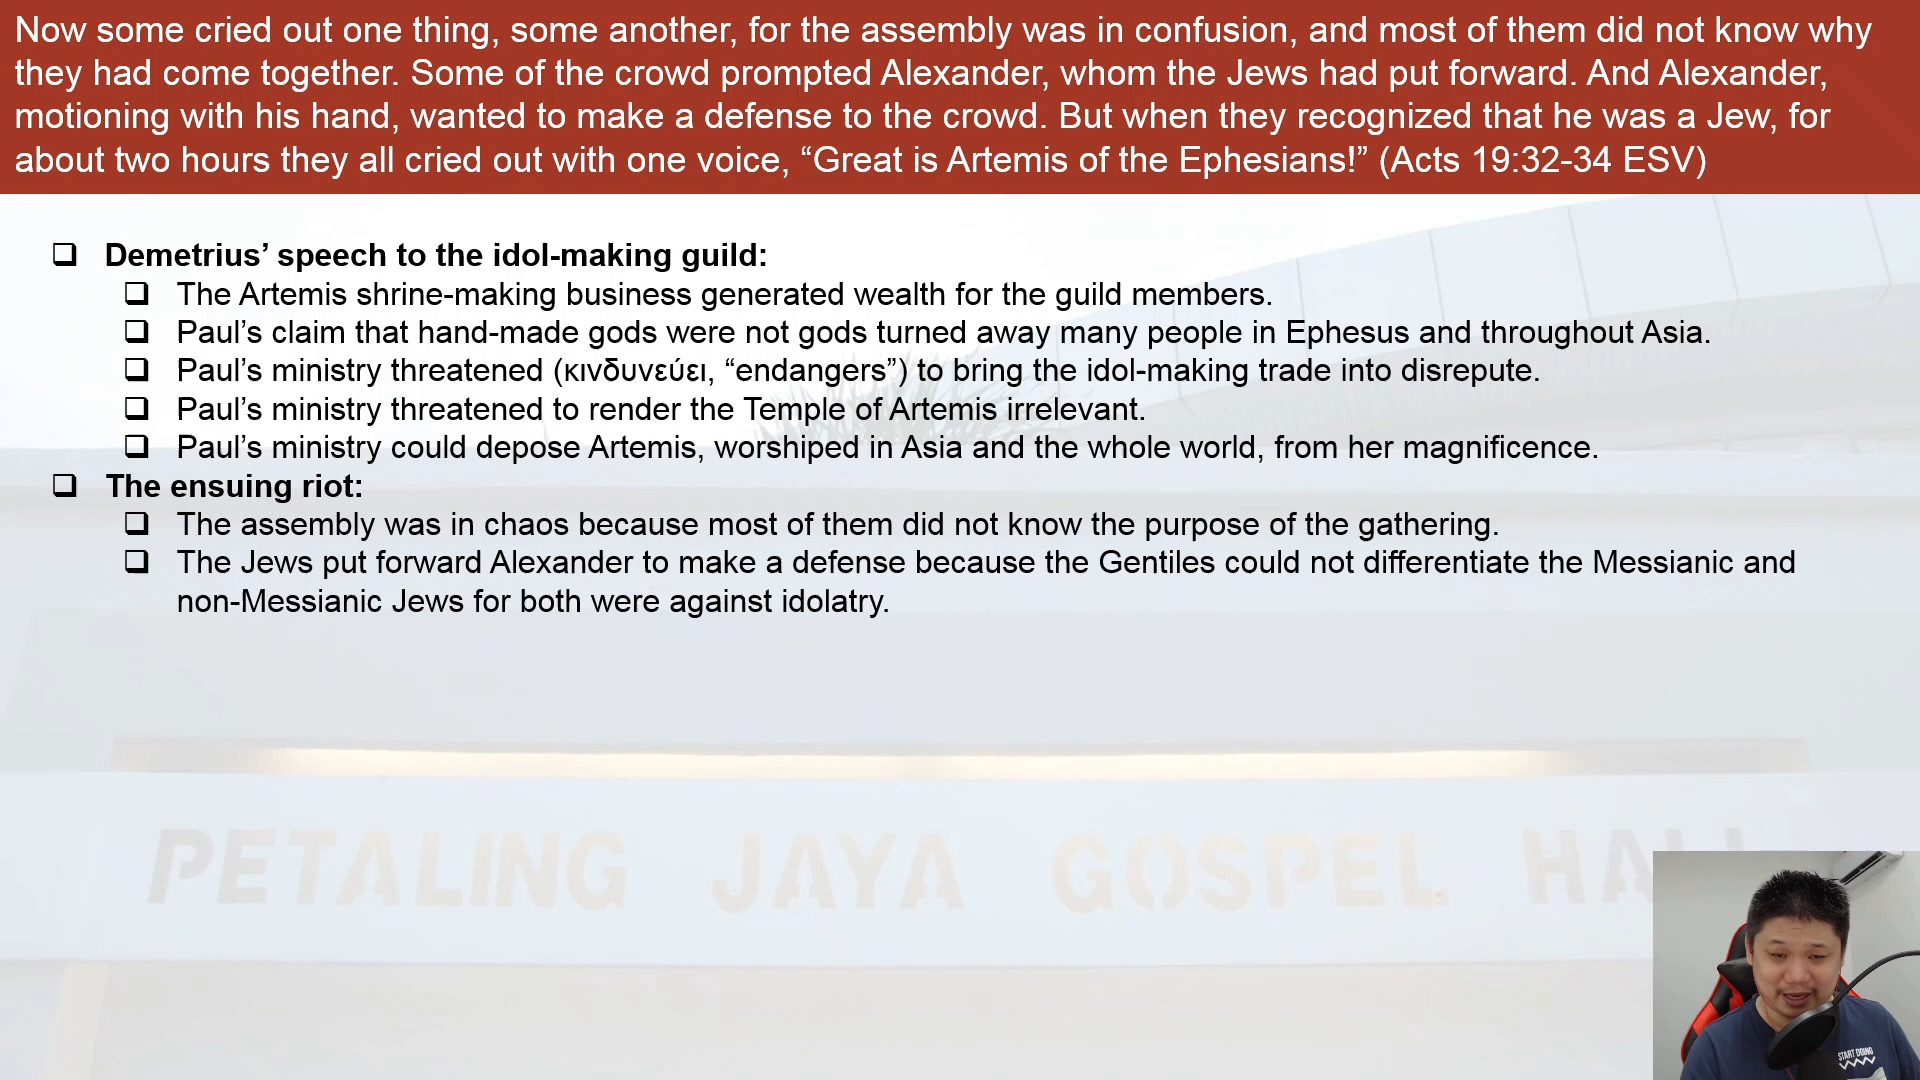 Now some cried out one thing, some another, for the assembly was in confusion, and most of them did not know why
they had come together. Some of the crowd prompted Alexander, whom the Jews had put forward. And Alexander,
motioning with his hand, wanted to make a defense to the crowd. But when they recognized that he was a Jew, for
about two hours they all cried out with one voice, “Great is Artemis of the Ephesians!” (Acts 19:32-34 ESV)
❑ Demetrius’ speech to the idol-making guild:
❑ The Artemis shrine-making business generated wealth for the guild members.
❑ Paul’s claim that hand-made gods were not gods turned away many people in Ephesus and throughout Asia.
❑ Paul’s ministry threatened (κινδυνεύει, “endangers”) to bring the idol-making trade into disrepute.
❑ Paul’s ministry threatened to render the Temple of Artemis irrelevant.
❑ Paul’s ministry could depose Artemis, worshiped in Asia and the whole world, from her magnificence.
❑ The ensuing riot:
❑ The assembly was in chaos because most of them did not know the purpose of the gathering.
❑ The Jews put forward Alexander to make a defense because the Gentiles could not differentiate the Messianic and
non-Messianic Jews for both were against idolatry.
PETALING JAYA GOSPEL HALL
START DOING